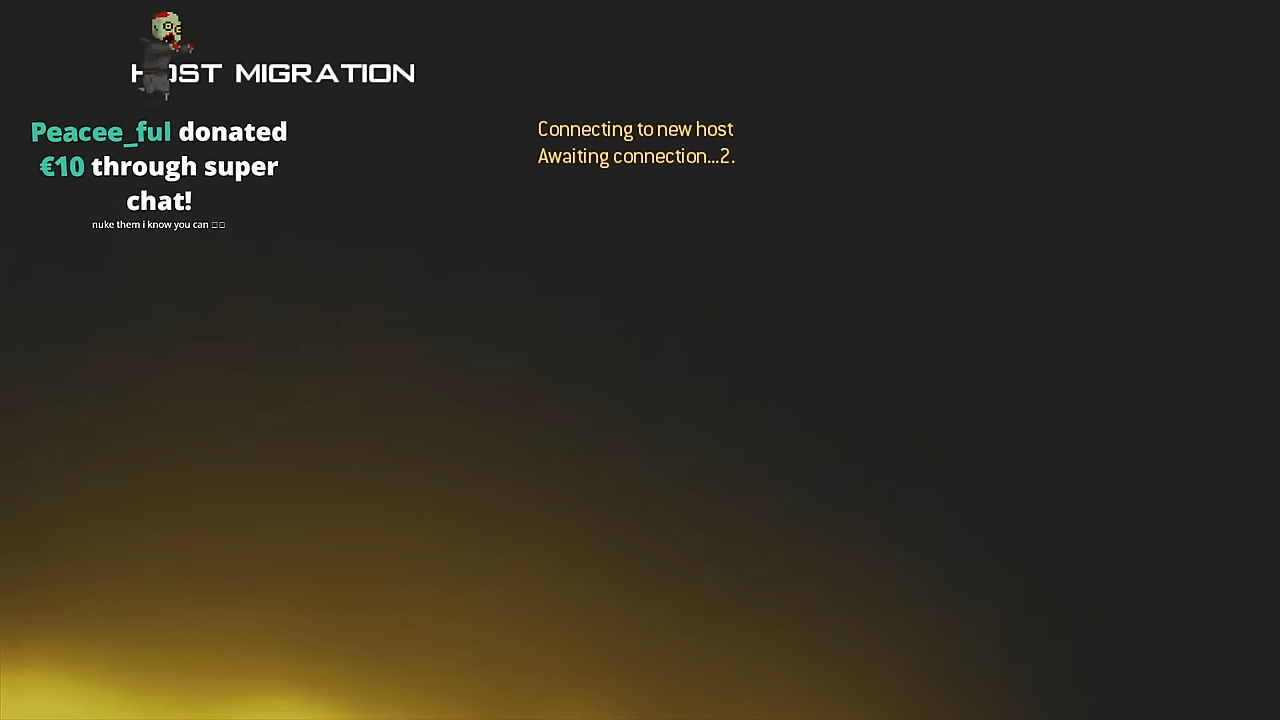 HOST MIGRATION
Peacee_ful donated
€10 through super
chat!
nuke them i know you can □□
Connecting to new host
Awaiting connection...2.